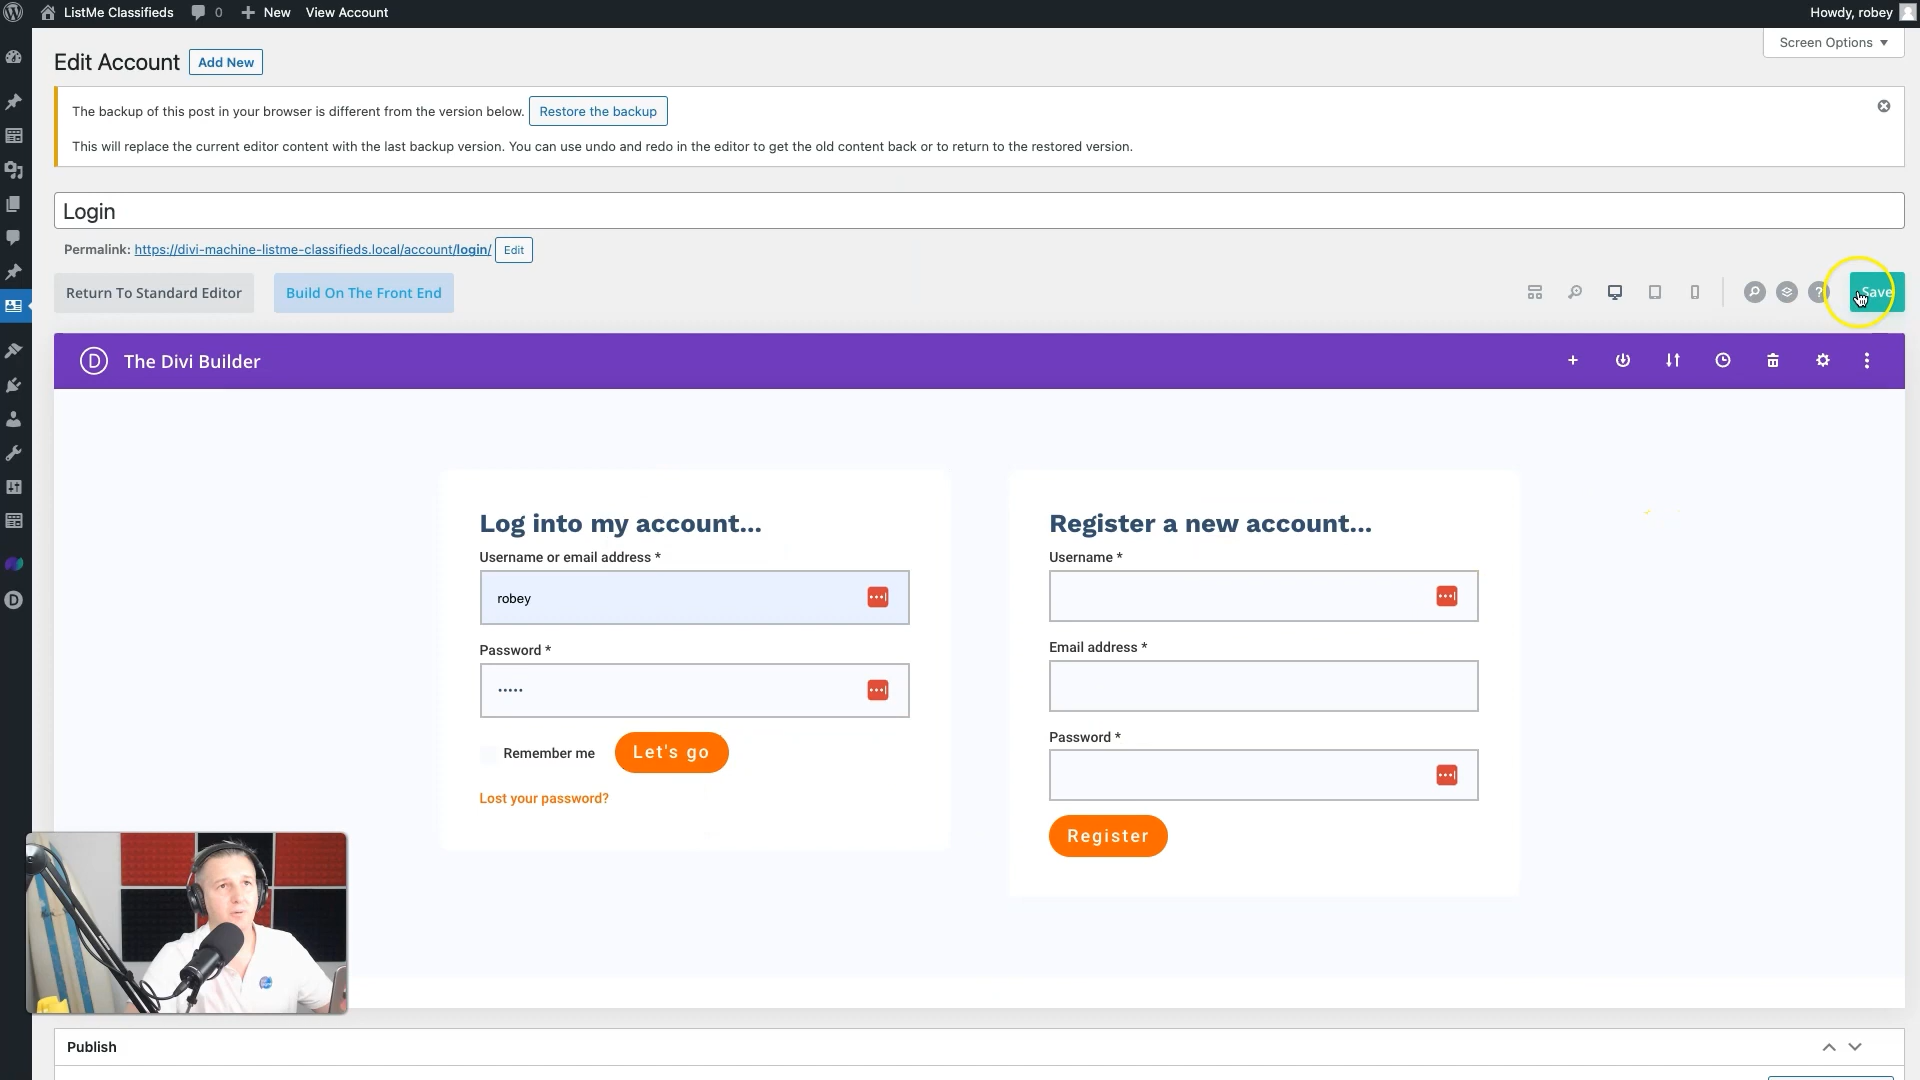 ListMe Classifieds 0 New View Account Howdy, robey
Screen Options
Edit Account Add New
The backup of this post in your browser is different from the version below. Restore the backup
This will replace the current editor content with the last backup version. You can use undo and redo in the editor to get the old content back or to return to the restored version.
Login
Permalink: https://divi-machine-listme-classifieds.local/account/login/ Edit
Return To Standard Editor Build On The Front End ? Save
D The Divi Builder
Log into my account...
Username or email address *
robey
Password *
•••••
Remember me Let's go
Lost your password?
Register a new account...
Username *
Email address *
Password *
Register
Publish